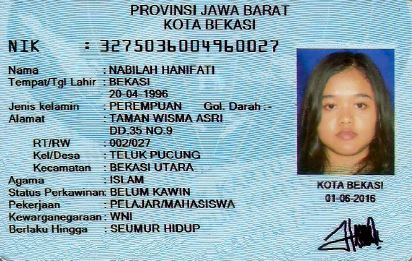 PROVINSI JAWA BARAT
KOTA BEKASI
NIK : 3275036004960027
Nama : NABILAH HANIFATI
Tempat/Tgl Lahir : BEKASI
20-04-1996
Jenis kelamin : PEREMPUAN Gol. Darah :-
Alamat : TAMAN WISMA ASRI
DD.35 NO.9
RT/RW : 002/027
Kel/Desa : TELUK PUCUNG
Kecamatan : BEKASI UTARA
Agama : ISLAM
Status Perkawinan: BELUM KAWIN
Pekerjaan : PELAJAR/MAHASISWA
Kewarganegaraan: WNI
Berlaku Hingga : SEUMUR HIDUP
KOTA BEKASI
01-06-2016